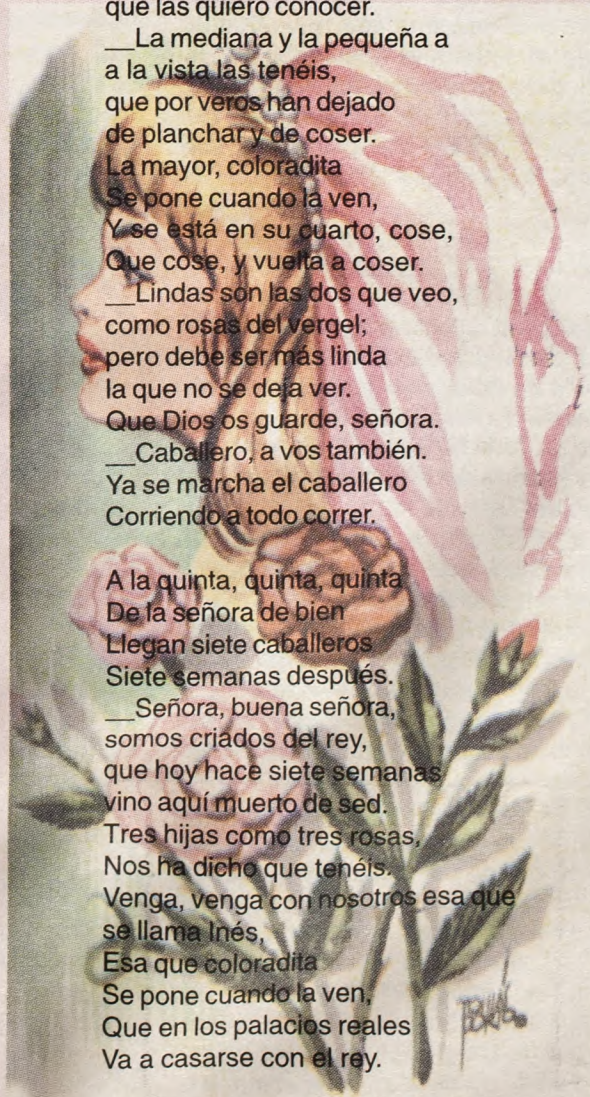 que las quiero conocer.
__La mediana y la pequeña a
a la vista las tenéis,
que por veros han dejado
de planchar y de coser.
La mayor, coloradita
Se pone cuando la ven,
Y se está en su cuarto, cose,
Que cose, y vuelta a coser.
__Lindas son las dos que veo,
como rosas del vergel;
pero debe ser más linda
la que no se deja ver.
Que Dios os guarde, señora.
__Caballero, a vos también.
Ya se marcha el caballero
Corriendo a todo correr.

A la quinta, quinta, quinta
De la señora de bien
Llegan siete caballeros
Siete semanas después.
__Señora, buena señora,
somos criados del rey,
que hoy hace siete semanas
vino aquí muerto de sed.
Tres hijas como tres rosas,
Nos ha dicho que tenéis.
Venga, venga con nosotros esa que
se llama Inés,
Esa que coloradita
Se pone cuando la ven,
Que en los palacios reales
Va a casarse con el rey.